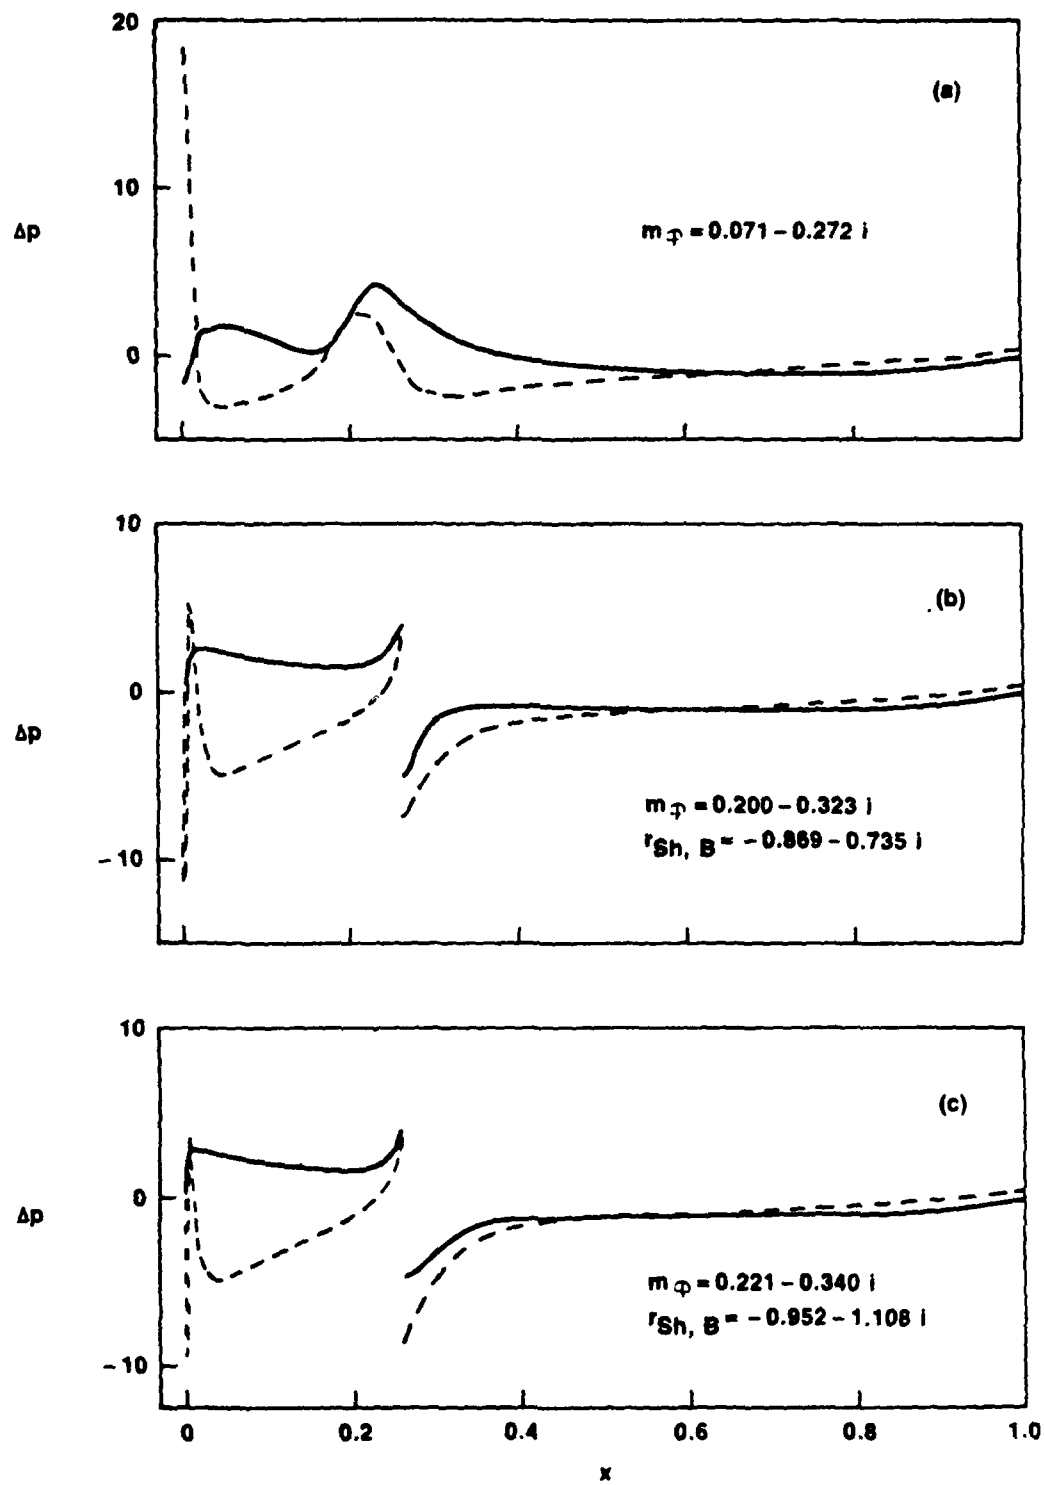 20
(a)
10
Δp
m ⊅ = 0.071 – 0.272 i
0
10
(b)
0
Δp
m ⊅ = 0.200 – 0.323 i
rSh, B = – 0.869 – 0.735 i
– 10
10
(c)
0
Δp
m ⊅ = 0.221 – 0.340 i
rSh, B = – 0.952 – 1.108 i
– 10
0 0.2 0.4 0.6 0.8 1.0
x